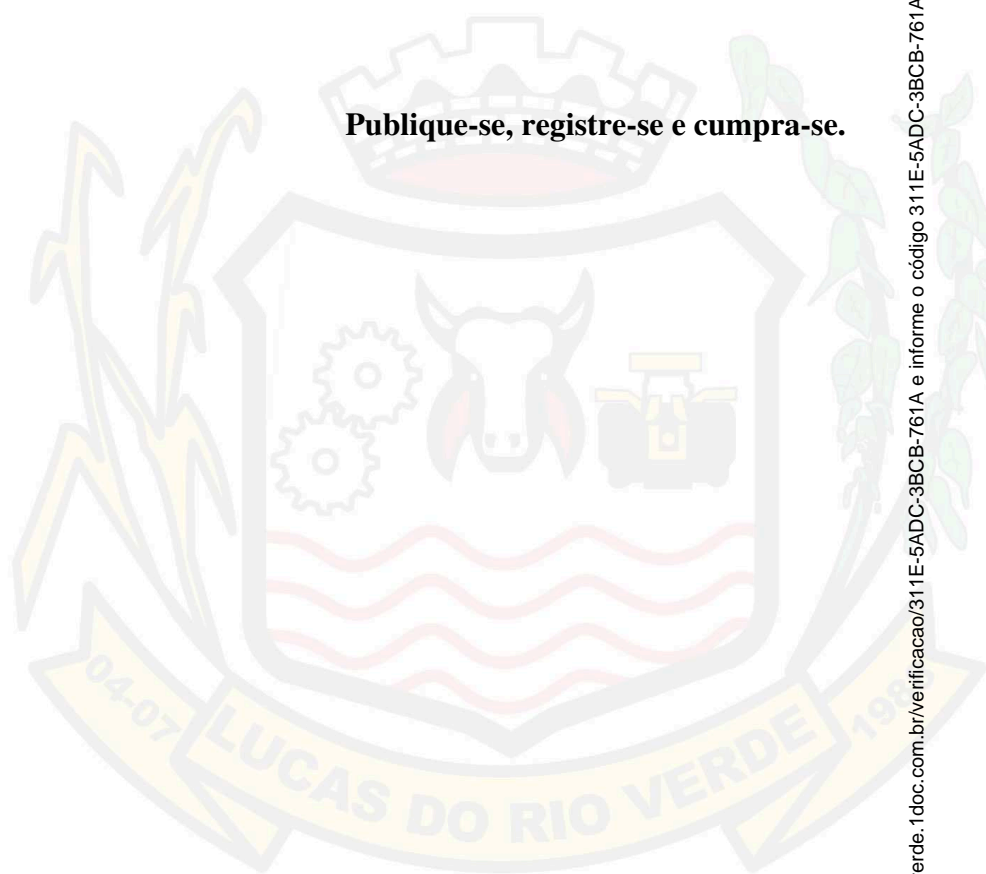 Publique-se, registre-se e cumpra-se.
04-07
LUCAS DO RIO VERDE
1988
erde.1doc.com.br/verificacao/311E-5ADC-3BCB-761A e informe o código 311E-5ADC-3BCB-761A